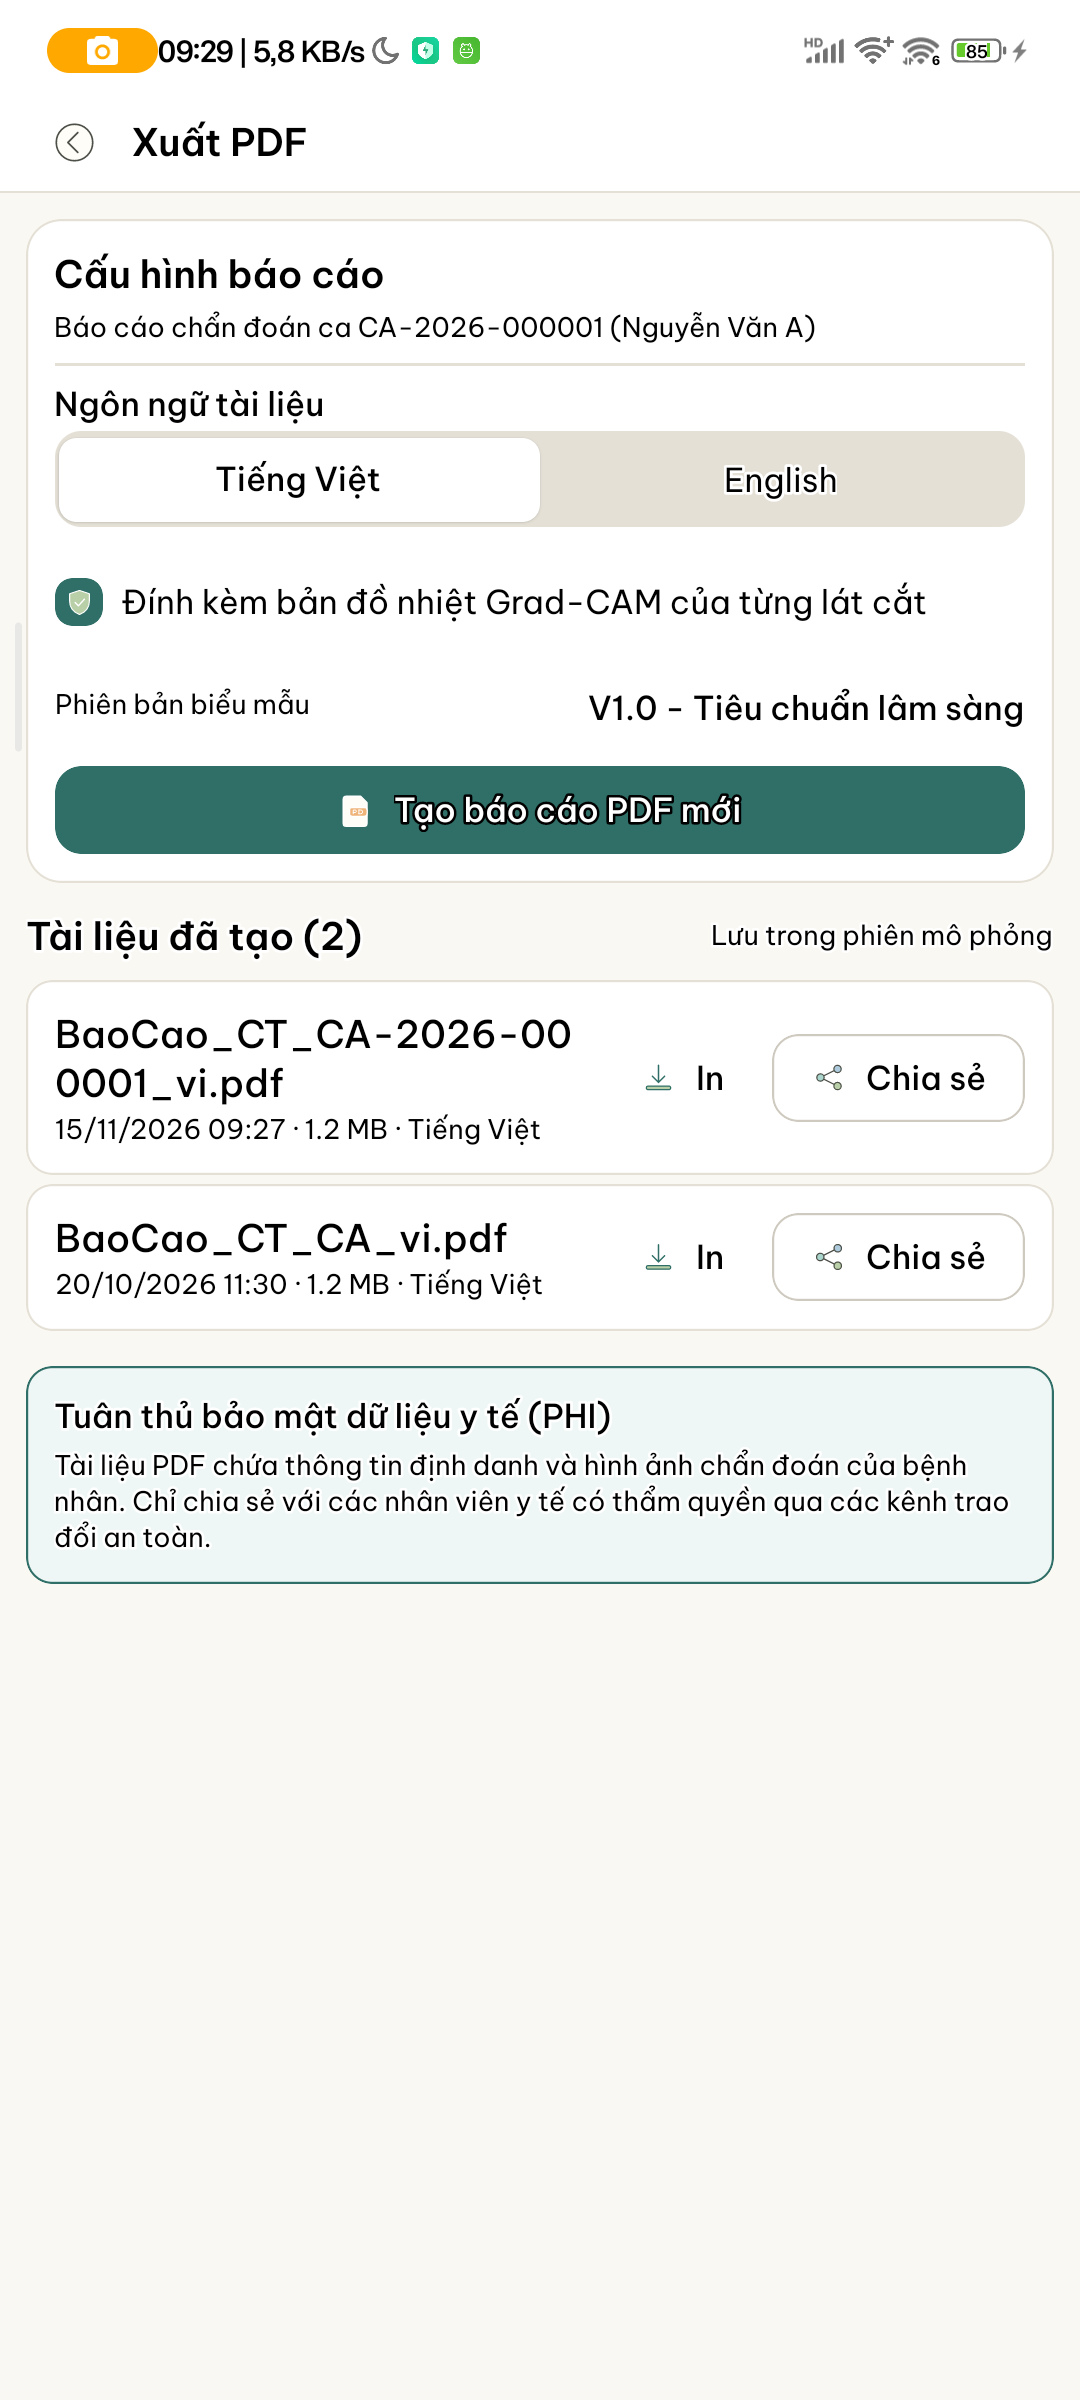 09:29 | 5,8 KB/s
HD
6
85
Xuất PDF
Cấu hình báo cáo
Báo cáo chẩn đoán ca CA-2026-000001 (Nguyễn Văn A)
Ngôn ngữ tài liệu
Tiếng Việt
English
Đính kèm bản đồ nhiệt Grad-CAM của từng lát cắt
Phiên bản biểu mẫu
V1.0 - Tiêu chuẩn lâm sàng
Tạo báo cáo PDF mới
Tài liệu đã tạo (2)
Lưu trong phiên mô phỏng
BaoCao_CT_CA-2026-00
0001_vi.pdf
15/11/2026 09:27 · 1.2 MB · Tiếng Việt
In
Chia sẻ
BaoCao_CT_CA_vi.pdf
20/10/2026 11:30 · 1.2 MB · Tiếng Việt
In
Chia sẻ
Tuân thủ bảo mật dữ liệu y tế (PHI)
Tài liệu PDF chứa thông tin định danh và hình ảnh chẩn đoán của bệnh
nhân. Chỉ chia sẻ với các nhân viên y tế có thẩm quyền qua các kênh trao
đổi an toàn.